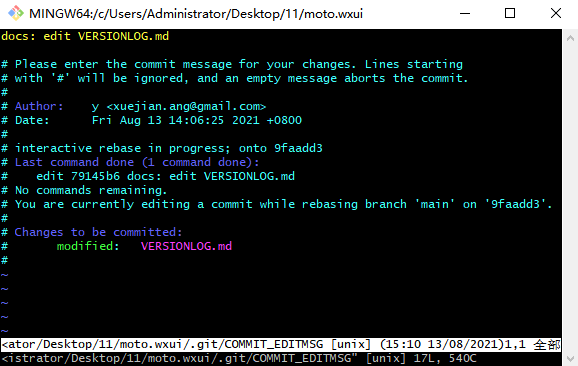 MINGW64:/c/Users/Administrator/Desktop/11/moto.wxui
docs: edit VERSIONLOG.md
# Please enter the commit message for your changes. Lines starting
# with '#' will be ignored, and an empty message aborts the commit.
#
# Author:    y <xuejian.ang@gmail.com>
# Date:      Fri Aug 13 14:06:25 2021 +0800
#
# interactive rebase in progress; onto 9faadd3
# Last command done (1 command done):
#    edit 79145b6 docs: edit VERSIONLOG.md
# No commands remaining.
# You are currently editing a commit while rebasing branch 'main' on '9faadd3'.
#
# Changes to be committed:
#       modified:   VERSIONLOG.md
#
~
~
~
~
~
<ator/Desktop/11/moto.wxui/.git/COMMIT_EDITMSG [unix] (15:10 13/08/2021)1,1 全部
<istrator/Desktop/11/moto.wxui/.git/COMMIT_EDITMSG" [unix] 17L, 540C